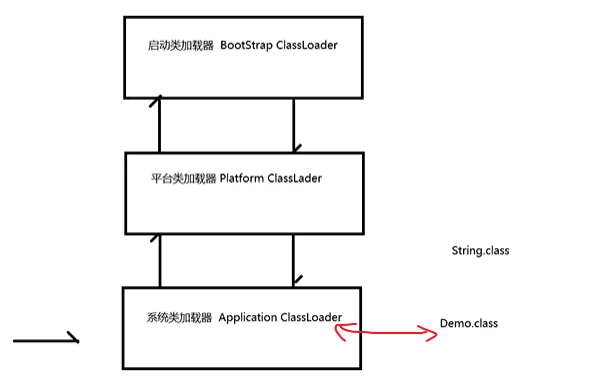 启动类加载器 BootStrap ClassLoader
平台类加载器 Platform ClassLader
String.class
系统类加载器 Application ClassLoader
Demo.class